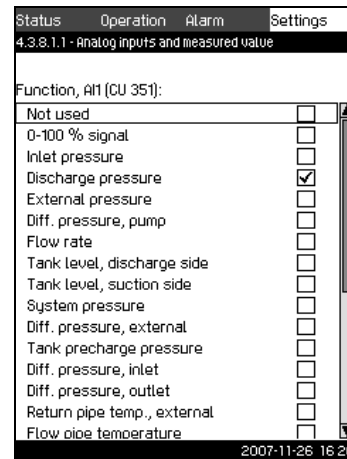 Status Operation Alarm Settings
4.3.8.1.1 - Analog inputs and measured value
Function, AI1 (CU 351):
Not used
0-100 % signal
Inlet pressure
Discharge pressure
External pressure
Diff. pressure, pump
Flow rate
Tank level, discharge side
Tank level, suction side
System pressure
Diff. pressure, external
Tank precharge pressure
Diff. pressure, inlet
Diff. pressure, outlet
Return pipe temp., external
Flow pipe temperature
2007-11-26